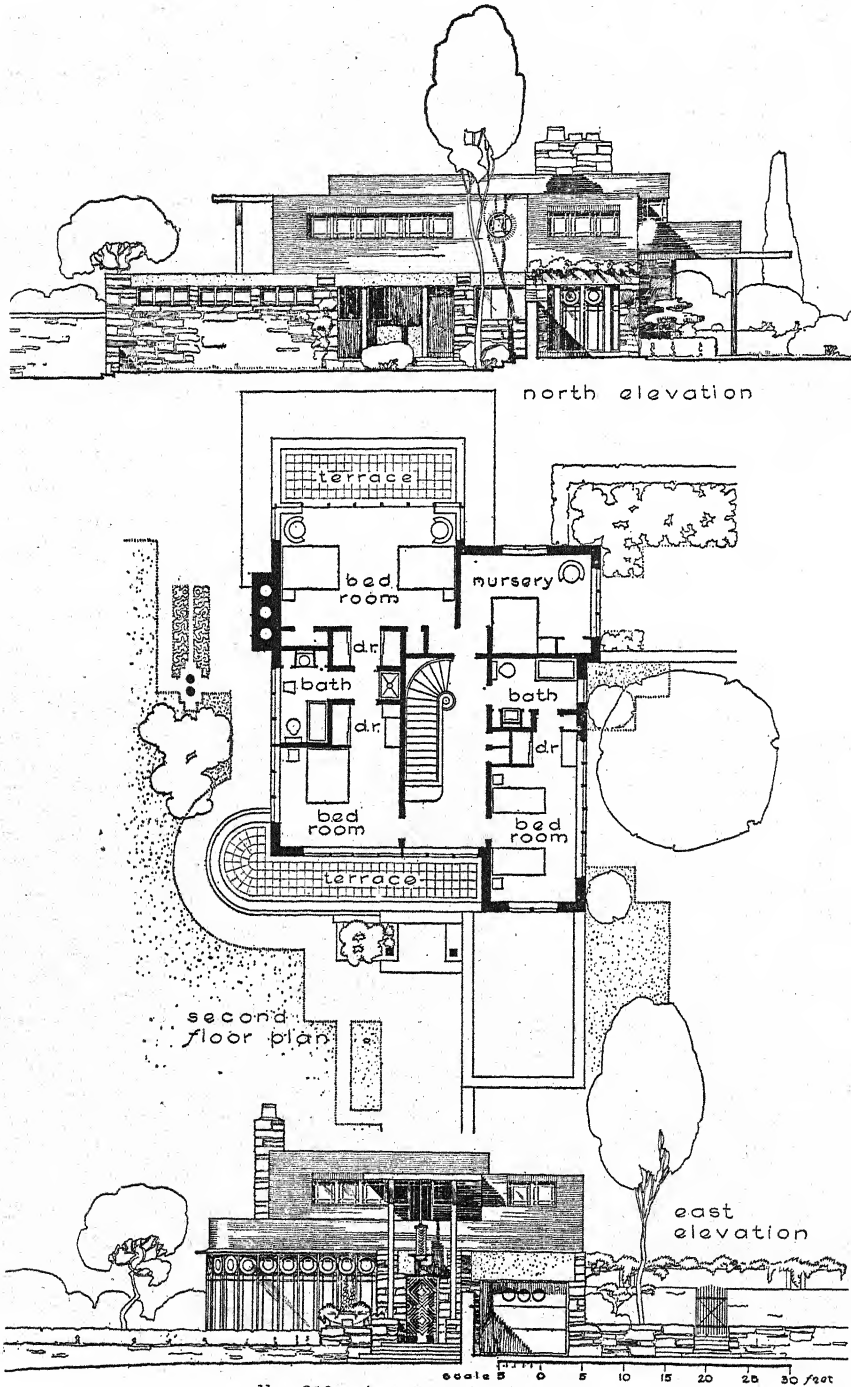 north elevation
terrace
bed
room
nursery
d.r.
bath
bath
d.r.
d.r.
bed
room
bed
room
terrace
second
floor plan
east
elevation
scale 5 0 5 10 15 20 25 30 feet